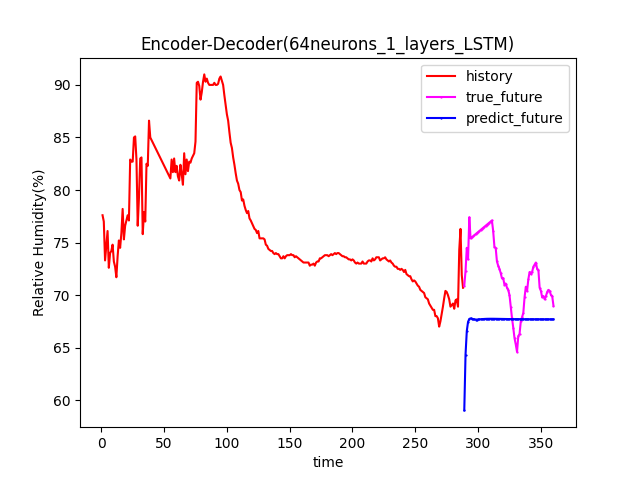 Encoder-Decoder(64neurons_1_layers_LSTM)
history
true_future
predict_future
Relative Humidity(%)
90
85
80
75
70
65
60
0 50 100 150 200 250 300 350
time